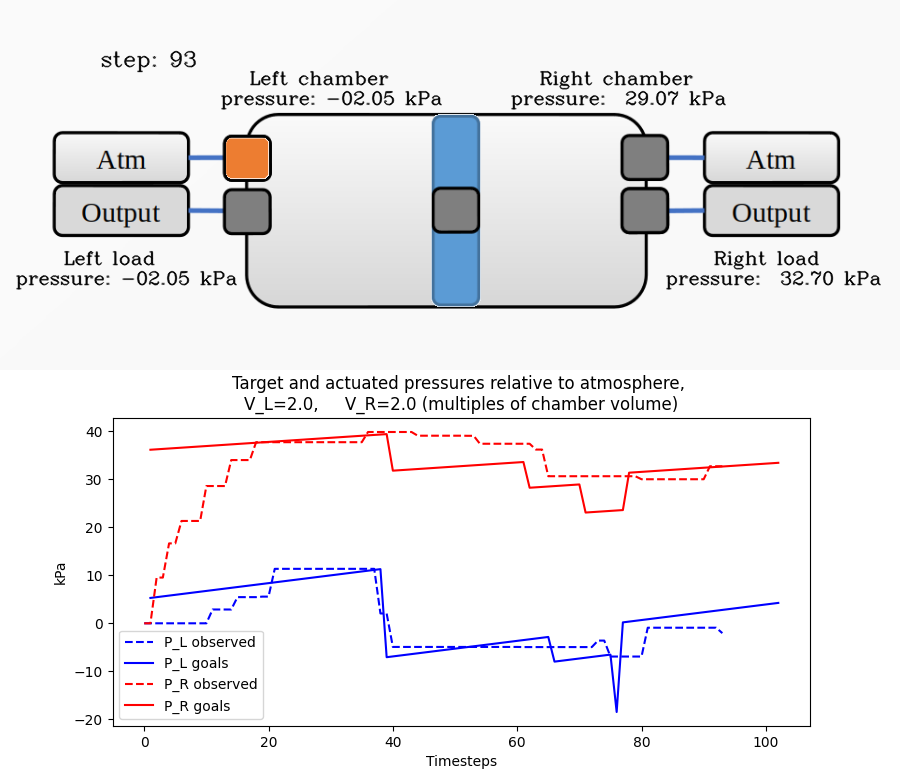 step: 93
Left chamber
pressure: -02.05 kPa
Right chamber
pressure: 29.07 kPa
Atm
Output
Atm
Output
Left load
pressure: -02.05 kPa
Right load
pressure: 32.70 kPa
Target and actuated pressures relative to atmosphere,
V_L=2.0, V_R=2.0 (multiples of chamber volume)
kPa
40
30
20
10
0
−10
−20
P_L observed
P_L goals
P_R observed
P_R goals
0 20 40 60 80 100
Timesteps